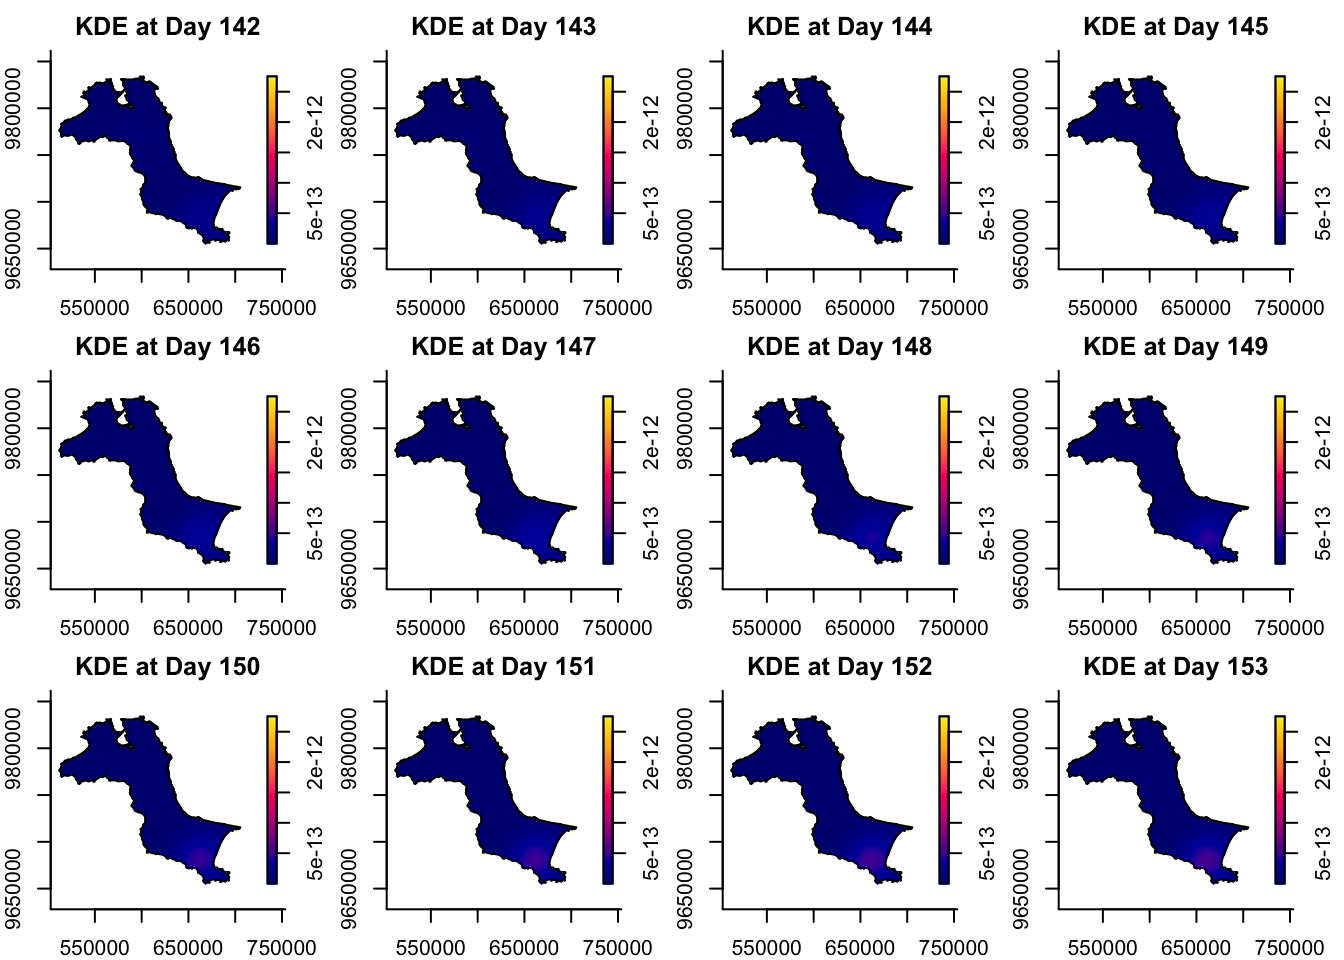 KDE at Day 142
9650000 9800000
5e-13 2e-12
550000 650000 750000
KDE at Day 143
9650000 9800000
5e-13 2e-12
550000 650000 750000
KDE at Day 144
9650000 9800000
5e-13 2e-12
550000 650000 750000
KDE at Day 145
9650000 9800000
5e-13 2e-12
550000 650000 750000
KDE at Day 146
9650000 9800000
5e-13 2e-12
550000 650000 750000
KDE at Day 147
9650000 9800000
5e-13 2e-12
550000 650000 750000
KDE at Day 148
9650000 9800000
5e-13 2e-12
550000 650000 750000
KDE at Day 149
9650000 9800000
5e-13 2e-12
550000 650000 750000
KDE at Day 150
9650000 9800000
5e-13 2e-12
550000 650000 750000
KDE at Day 151
9650000 9800000
5e-13 2e-12
550000 650000 750000
KDE at Day 152
9650000 9800000
5e-13 2e-12
550000 650000 750000
KDE at Day 153
9650000 9800000
5e-13 2e-12
550000 650000 750000